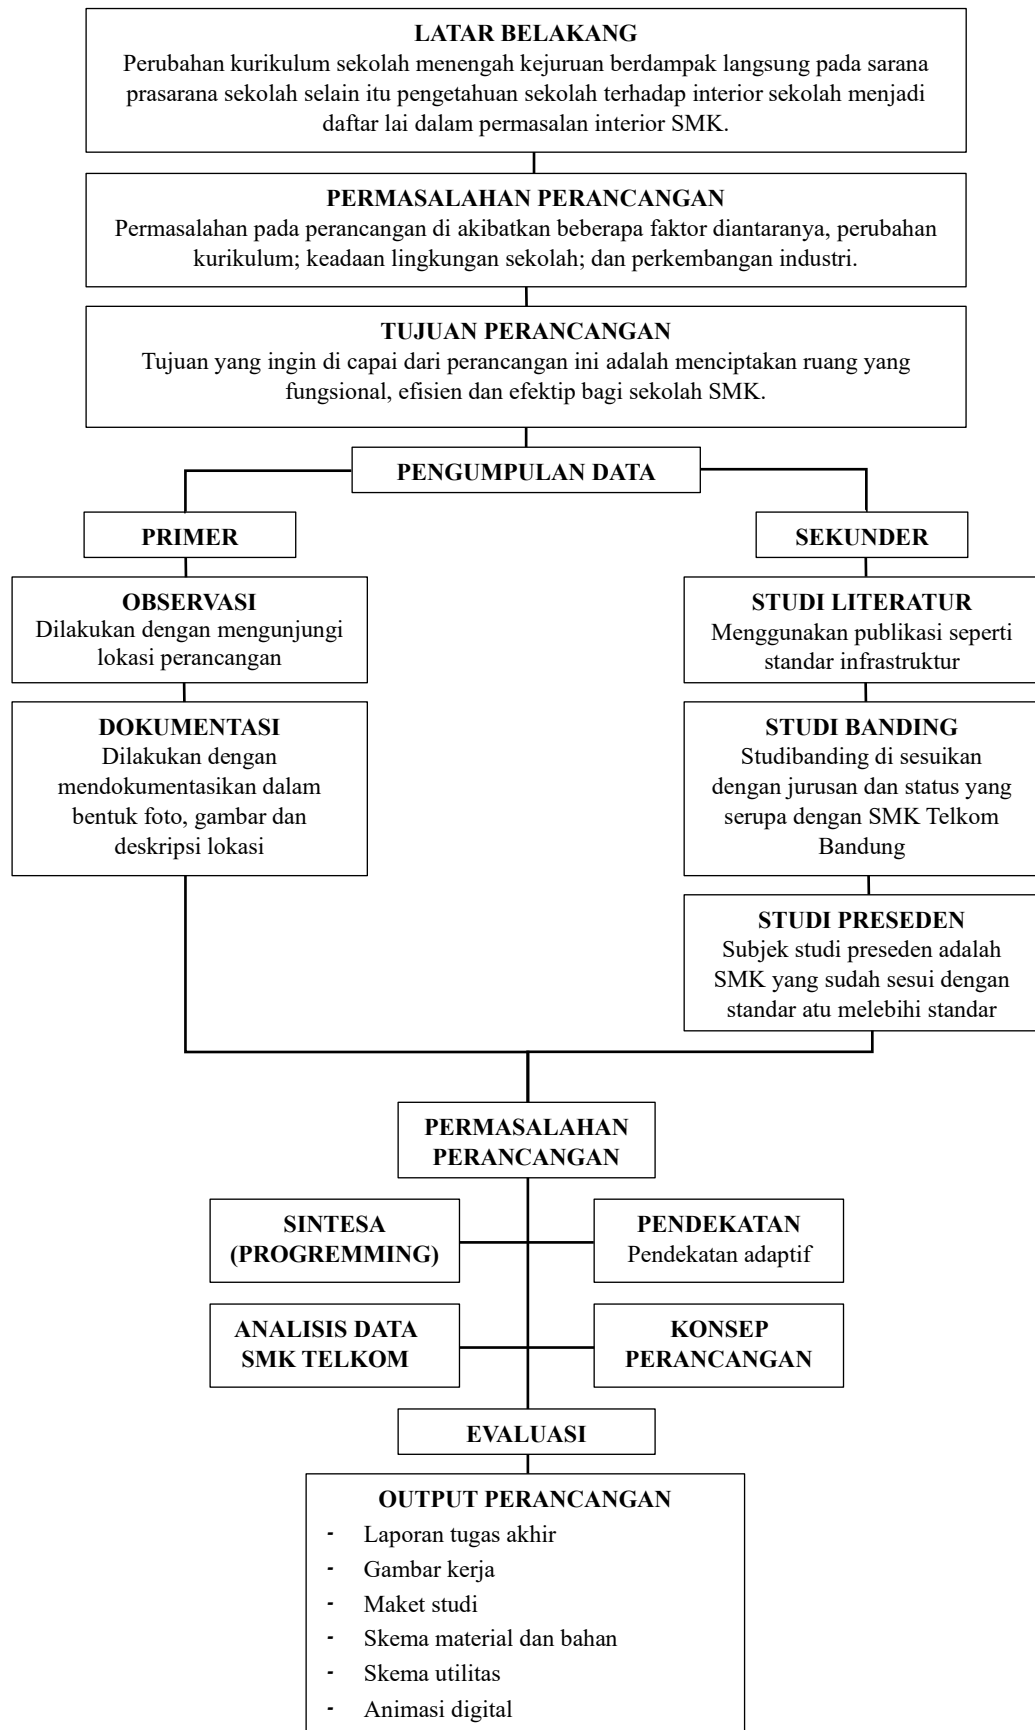 LATAR BELAKANG
Perubahan kurikulum sekolah menengah kejuruan berdampak langsung pada sarana
prasarana sekolah selain itu pengetahuan sekolah terhadap interior sekolah menjadi
daftar lai dalam permasalan interior SMK.
PERMASALAHAN PERANCANGAN
Permasalahan pada perancangan di akibatkan beberapa faktor diantaranya, perubahan
kurikulum; keadaan lingkungan sekolah; dan perkembangan industri.
TUJUAN PERANCANGAN
Tujuan yang ingin di capai dari perancangan ini adalah menciptakan ruang yang
fungsional, efisien dan efektip bagi sekolah SMK.
PENGUMPULAN DATA
PRIMER
OBSERVASI
Dilakukan dengan mengunjungi
lokasi perancangan
DOKUMENTASI
Dilakukan dengan
mendokumentasikan dalam
bentuk foto, gambar dan
deskripsi lokasi
SEKUNDER
STUDI LITERATUR
Menggunakan publikasi seperti
standar infrastruktur
STUDI BANDING
Studibanding di sesuikan
dengan jurusan dan status yang
serupa dengan SMK Telkom
Bandung
STUDI PRESEDEN
Subjek studi preseden adalah
SMK yang sudah sesui dengan
standar atu melebihi standar
PERMASALAHAN
PERANCANGAN
SINTESA
(PROGREMMING)
PENDEKATAN
Pendekatan adaptif
ANALISIS DATA
SMK TELKOM
KONSEP
PERANCANGAN
EVALUASI
OUTPUT PERANCANGAN
- Laporan tugas akhir
- Gambar kerja
- Maket studi
- Skema material dan bahan
- Skema utilitas
- Animasi digital